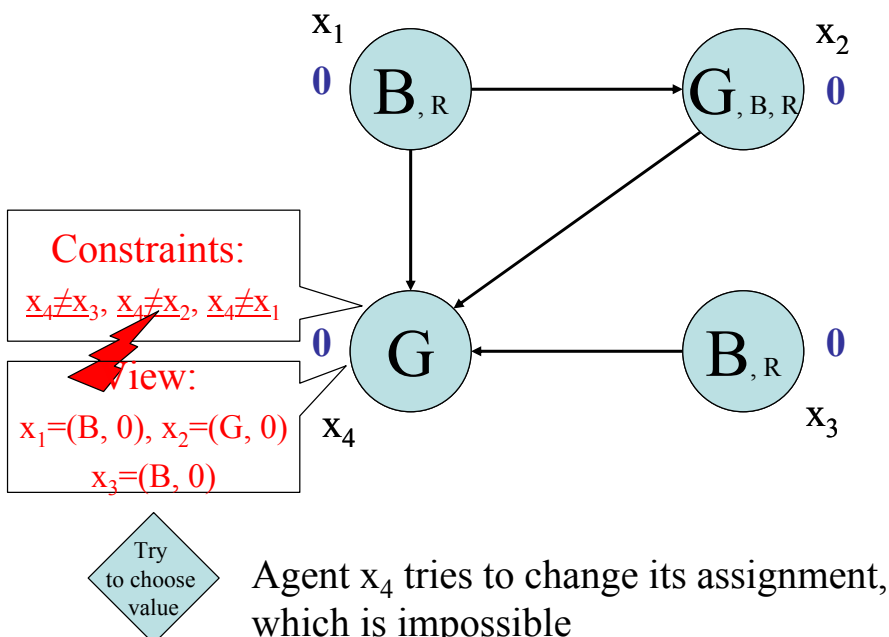 x₁
x₂
0
B, R
G, B, R
0
Constraints:
x₄≠x₃, x₄≠x₂, x₄≠x₁
0
G
B, R
0
View:
x₁=(B, 0), x₂=(G, 0)
x₃=(B, 0)
x₄
x₃
Try
to choose
value
Agent x₄ tries to change its assignment,
which is impossible